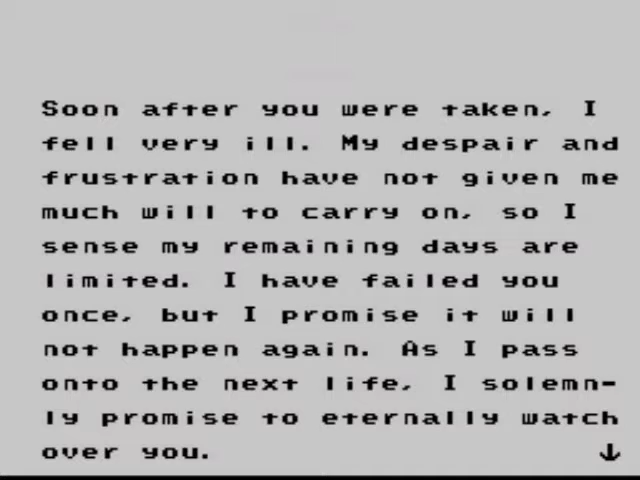 Soon after you were taken, I
fell very ill. My despair and
frustration have not given me
much will to carry on, so I
sense my remaining days are
limited. I have failed you
once, but I promise it will
not happen again. As I pass
onto the next life, I solemn-
ly promise to eternally watch
over you.